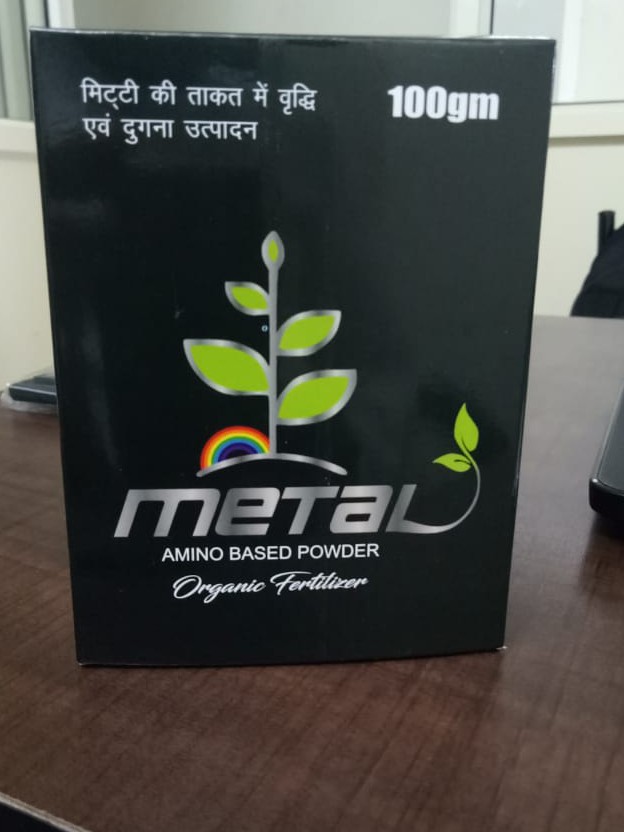 मिट्टी की ताकत में वृद्धि
एवं दुगना उत्पादन
100gm
metal
AMINO BASED POWDER
Organic Fertilizer